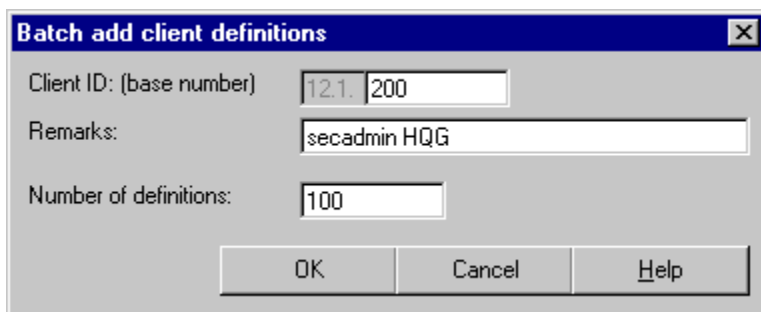 Batch add client definitions
Client ID: (base number) 12.1. 200
Remarks: secadmin HQG
Number of definitions: 100
OK Cancel Help